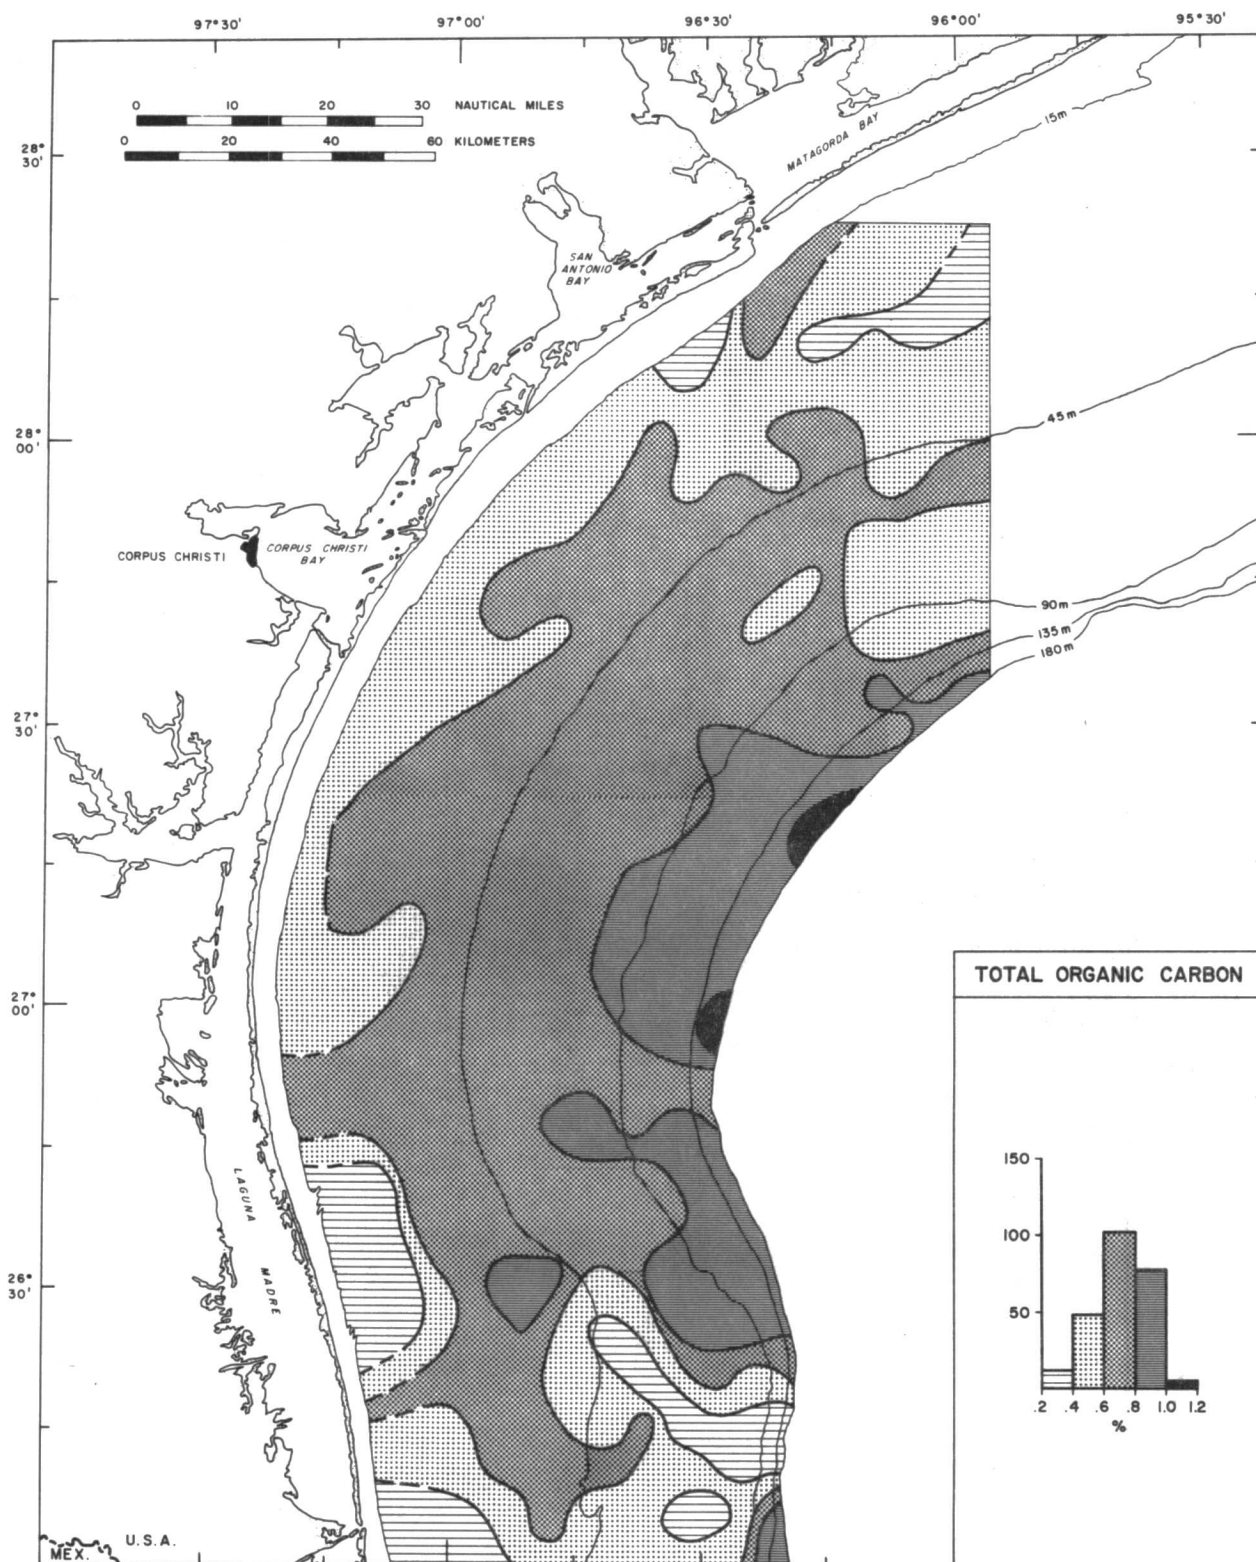 97°30' 97°00' 96°30' 96°00' 95°30'
0 10 20 30 NAUTICAL MILES
0 20 40 60 KILOMETERS
28°
30'
MATAGORDA BAY
15m
SAN
ANTONIO
BAY
28°
00'
45m
CORPUS CHRISTI
CORPUS CHRISTI
BAY
90m
135m
180m
27°
30'
27°
00'
TOTAL ORGANIC CARBON
LAGUNA
MADRE
26°
30'
150
100
50
.2 .4 .6 .8 1.0 1.2
%
U.S.A.
MEX.